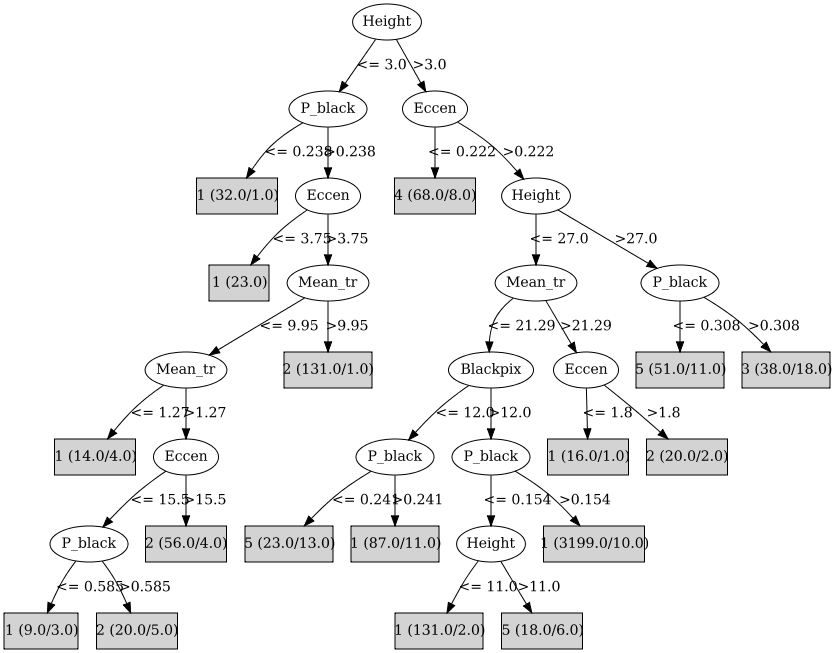 Height
<= 3.0 >3.0
P_black Eccen
<= 0.238 >0.238 <= 0.222 >0.222
1 (32.0/1.0) Eccen 4 (68.0/8.0) Height
<= 3.75 >3.75 <= 27.0 >27.0
1 (23.0) Mean_tr Mean_tr P_black
<= 9.95 >9.95 <= 21.29 >21.29 <= 0.308 >0.308
Mean_tr 2 (131.0/1.0) Blackpix Eccen 5 (51.0/11.0) 3 (38.0/18.0)
<= 1.27 >1.27 <= 12.0 >12.0 <= 1.8 >1.8
1 (14.0/4.0) Eccen P_black P_black 1 (16.0/1.0) 2 (20.0/2.0)
<= 15.5 >15.5 <= 0.241 >0.241 <= 0.154 >0.154
P_black 2 (56.0/4.0) 5 (23.0/13.0) 1 (87.0/11.0) Height 1 (3199.0/10.0)
<= 0.585 >0.585 <= 11.0 >11.0
1 (9.0/3.0) 2 (20.0/5.0) 1 (131.0/2.0) 5 (18.0/6.0)